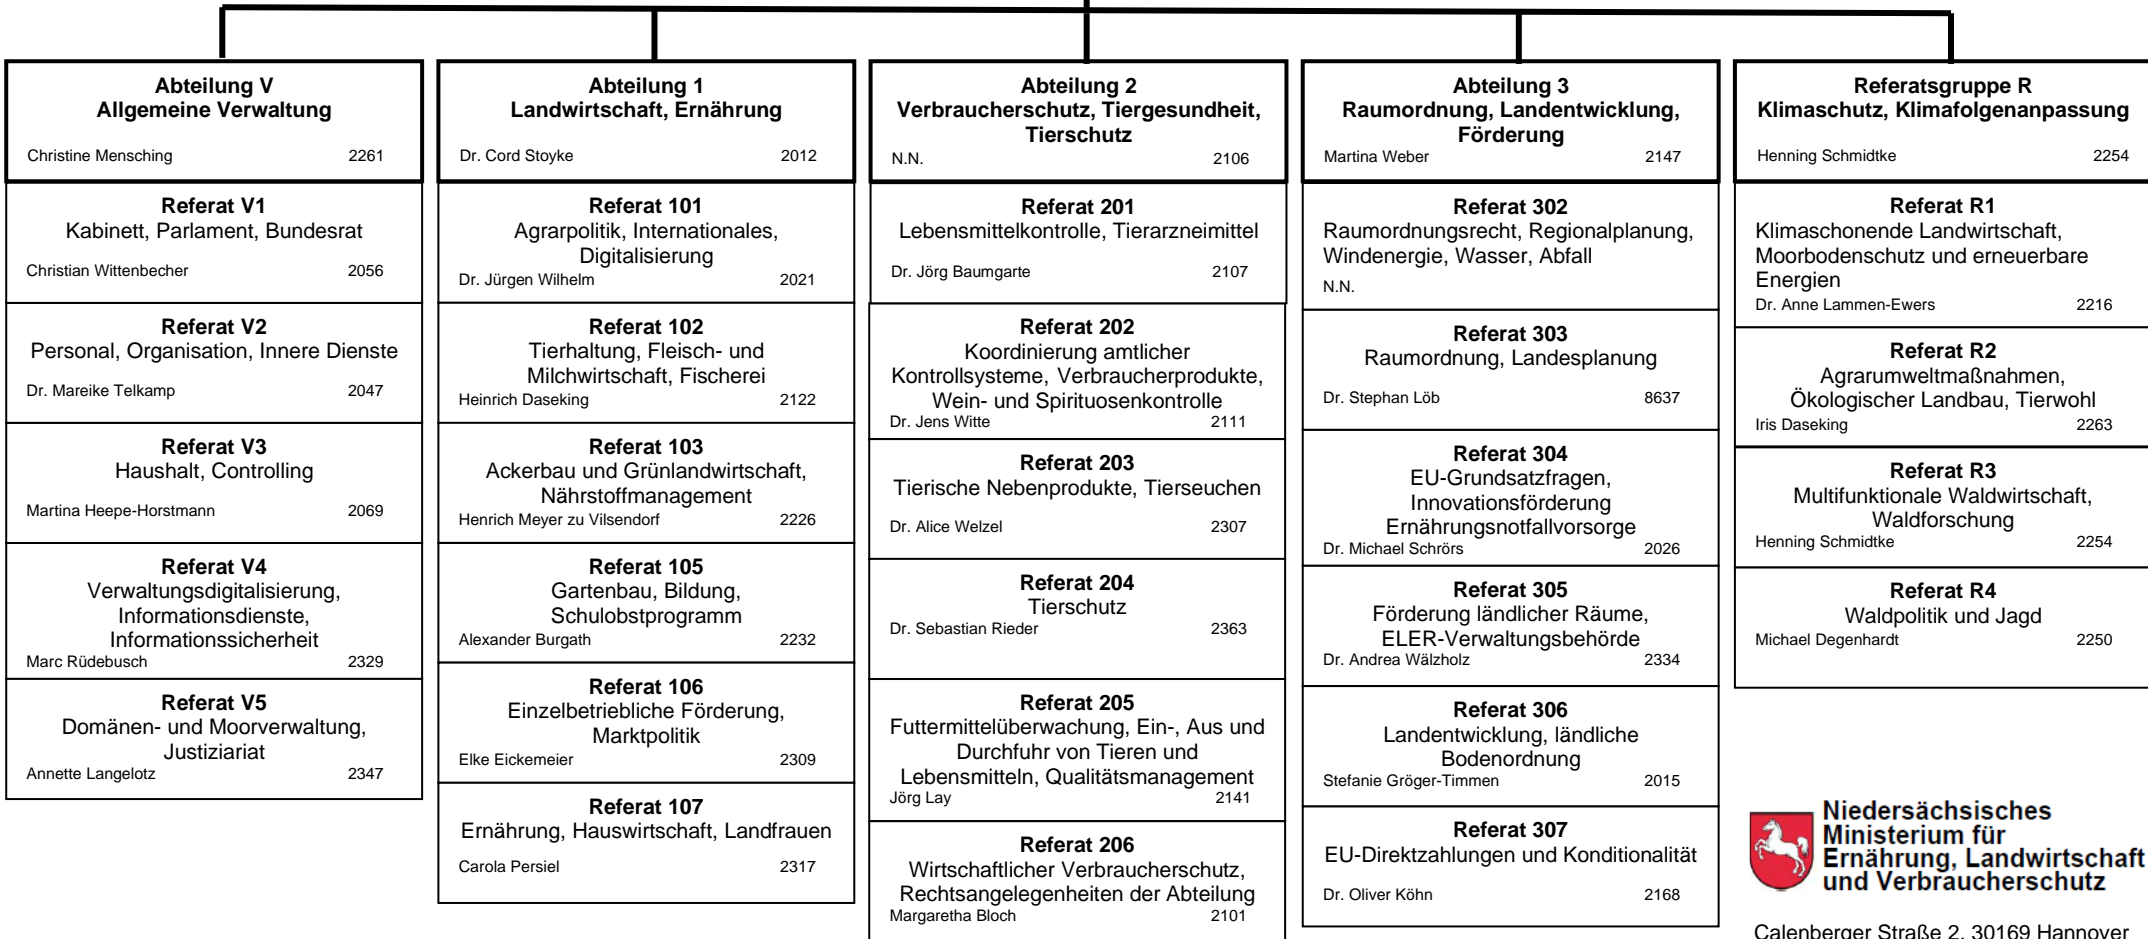 Abteilung V
Allgemeine Verwaltung
Christine Mensching 2261
Referat V1
Kabinett, Parlament, Bundesrat
Christian Wittenbecher 2056
Referat V2
Personal, Organisation, Innere Dienste
Dr. Mareike Telkamp 2047
Referat V3
Haushalt, Controlling
Martina Heepe-Horstmann 2069
Referat V4
Verwaltungsdigitalisierung,
Informationsdienste,
Informationssicherheit
Marc Rüdebusch 2329
Referat V5
Domänen- und Moorverwaltung,
Justiziariat
Annette Langelotz 2347
Abteilung 1
Landwirtschaft, Ernährung
Dr. Cord Stoyke 2012
Referat 101
Agrarpolitik, Internationales,
Digitalisierung
Dr. Jürgen Wilhelm 2021
Referat 102
Tierhaltung, Fleisch- und
Milchwirtschaft, Fischerei
Heinrich Daseking 2122
Referat 103
Ackerbau und Grünlandwirtschaft,
Nährstoffmanagement
Henrich Meyer zu Vilsendorf 2226
Referat 105
Gartenbau, Bildung,
Schulobstprogramm
Alexander Burgath 2232
Referat 106
Einzelbetriebliche Förderung,
Marktpolitik
Elke Eickemeier 2309
Referat 107
Ernährung, Hauswirtschaft, Landfrauen
Carola Persiel 2317
Abteilung 2
Verbraucherschutz, Tiergesundheit,
Tierschutz
N.N. 2106
Referat 201
Lebensmittelkontrolle, Tierarzneimittel
Dr. Jörg Baumgarte 2107
Referat 202
Koordinierung amtlicher
Kontrollsysteme, Verbraucherprodukte,
Wein- und Spirituosenkontrolle
Dr. Jens Witte 2111
Referat 203
Tierische Nebenprodukte, Tierseuchen
Dr. Alice Welzel 2307
Referat 204
Tierschutz
Dr. Sebastian Rieder 2363
Referat 205
Futtermittelüberwachung, Ein-, Aus und
Durchfuhr von Tieren und
Lebensmitteln, Qualitätsmanagement
Jörg Lay 2141
Referat 206
Wirtschaftlicher Verbraucherschutz,
Rechtsangelegenheiten der Abteilung
Margaretha Bloch 2101
Abteilung 3
Raumordnung, Landentwicklung,
Förderung
Martina Weber 2147
Referat 302
Raumordnungsrecht, Regionalplanung,
Windenergie, Wasser, Abfall
N.N.
Referat 303
Raumordnung, Landesplanung
Dr. Stephan Löb 8637
Referat 304
EU-Grundsatzfragen,
Innovationsförderung
Ernährungsnotfallvorsorge
Dr. Michael Schrörs 2026
Referat 305
Förderung ländlicher Räume,
ELER-Verwaltungsbehörde
Dr. Andrea Wälzholz 2334
Referat 306
Landentwicklung, ländliche
Bodenordnung
Stefanie Gröger-Timmen 2015
Referat 307
EU-Direktzahlungen und Konditionalität
Dr. Oliver Köhn 2168
Referatsgruppe R
Klimaschutz, Klimafolgenanpassung
Henning Schmidtke 2254
Referat R1
Klimaschonende Landwirtschaft,
Moorbodenschutz und erneuerbare
Energien
Dr. Anne Lammen-Ewers 2216
Referat R2
Agrarumweltmaßnahmen,
Ökologischer Landbau, Tierwohl
Iris Daseking 2263
Referat R3
Multifunktionale Waldwirtschaft,
Waldforschung
Henning Schmidtke 2254
Referat R4
Waldpolitik und Jagd
Michael Degenhardt 2250
Niedersächsisches
Ministerium für
Ernährung, Landwirtschaft
und Verbraucherschutz
Calenberger Straße 2, 30169 Hannover